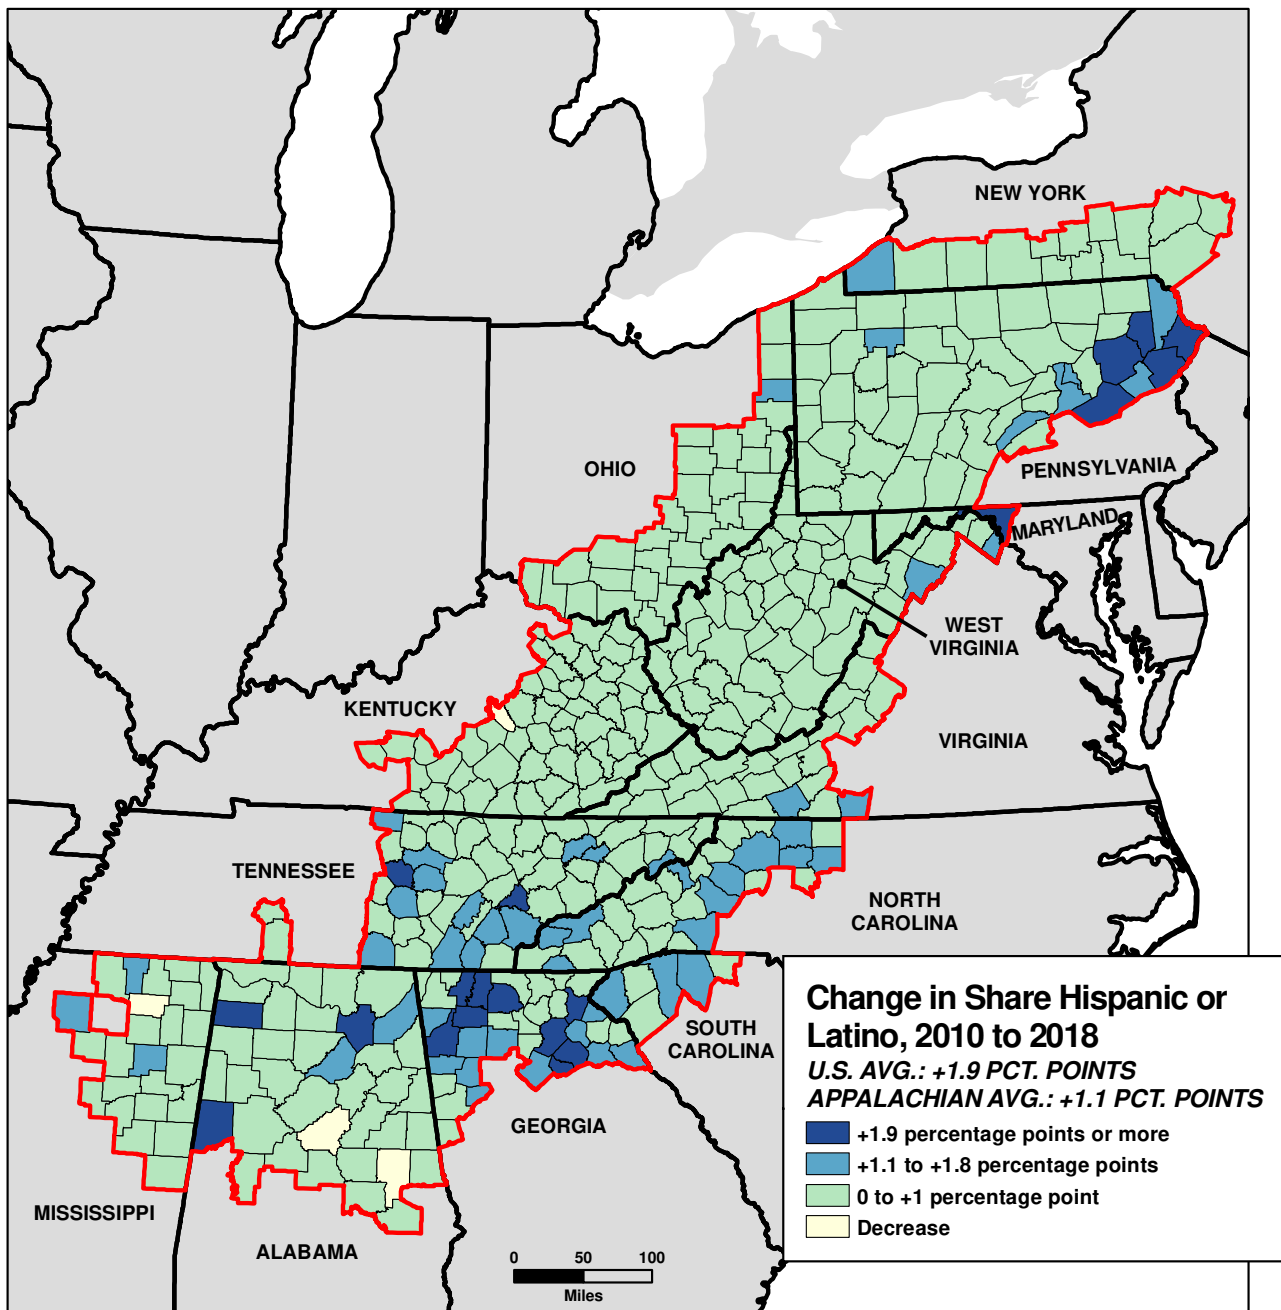 NEW YORK
OHIO
PENNSYLVANIA
MARYLAND
WEST
VIRGINIA
KENTUCKY
VIRGINIA
TENNESSEE
NORTH
CAROLINA
SOUTH
CAROLINA
GEORGIA
MISSISSIPPI
ALABAMA
Change in Share Hispanic or
Latino, 2010 to 2018
U.S. AVG.: +1.9 PCT. POINTS
APPALACHIAN AVG.: +1.1 PCT. POINTS
+1.9 percentage points or more
+1.1 to +1.8 percentage points
0 to +1 percentage point
Decrease
0 50 100
Miles